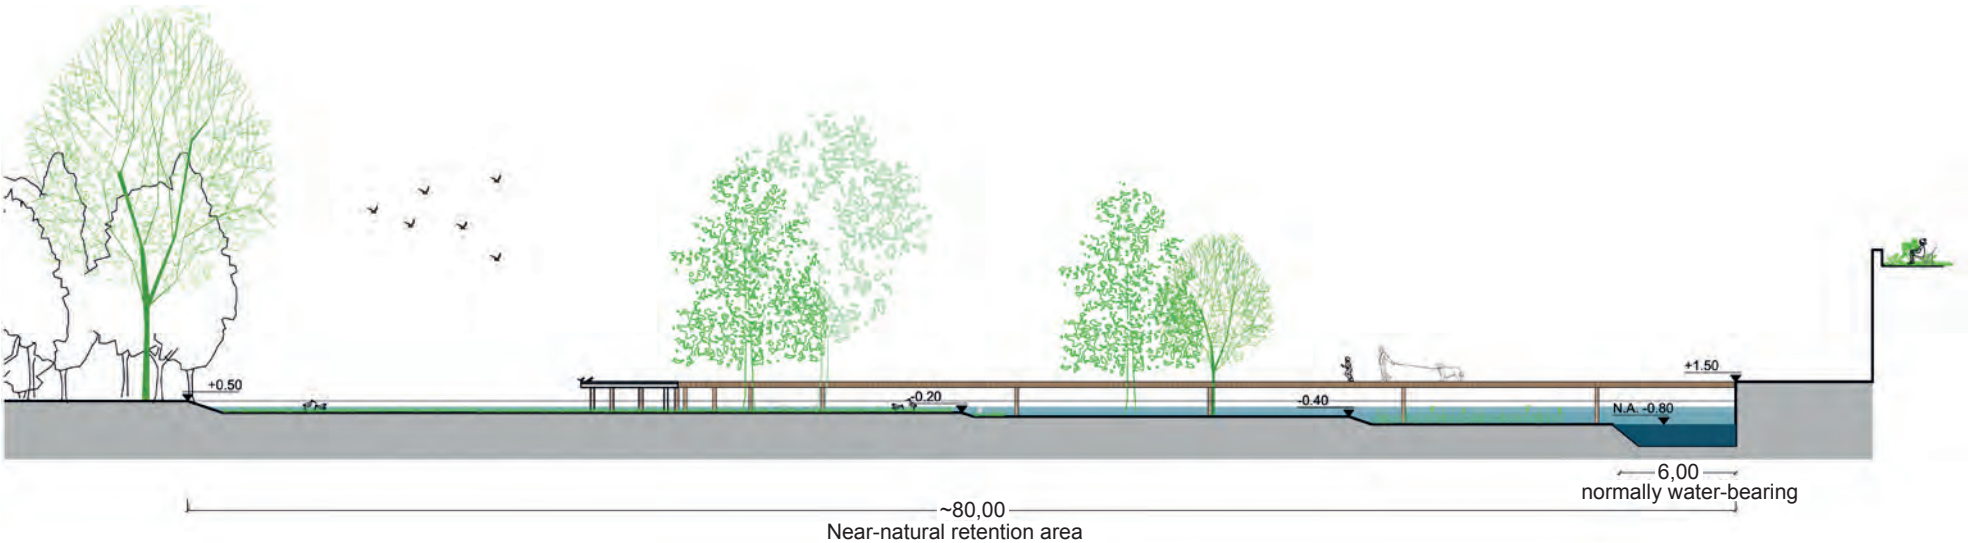 +0.50
-0.20
-0.40
+1.50
N.A. -0.80
6,00
normally water-bearing
~80,00
Near-natural retention area